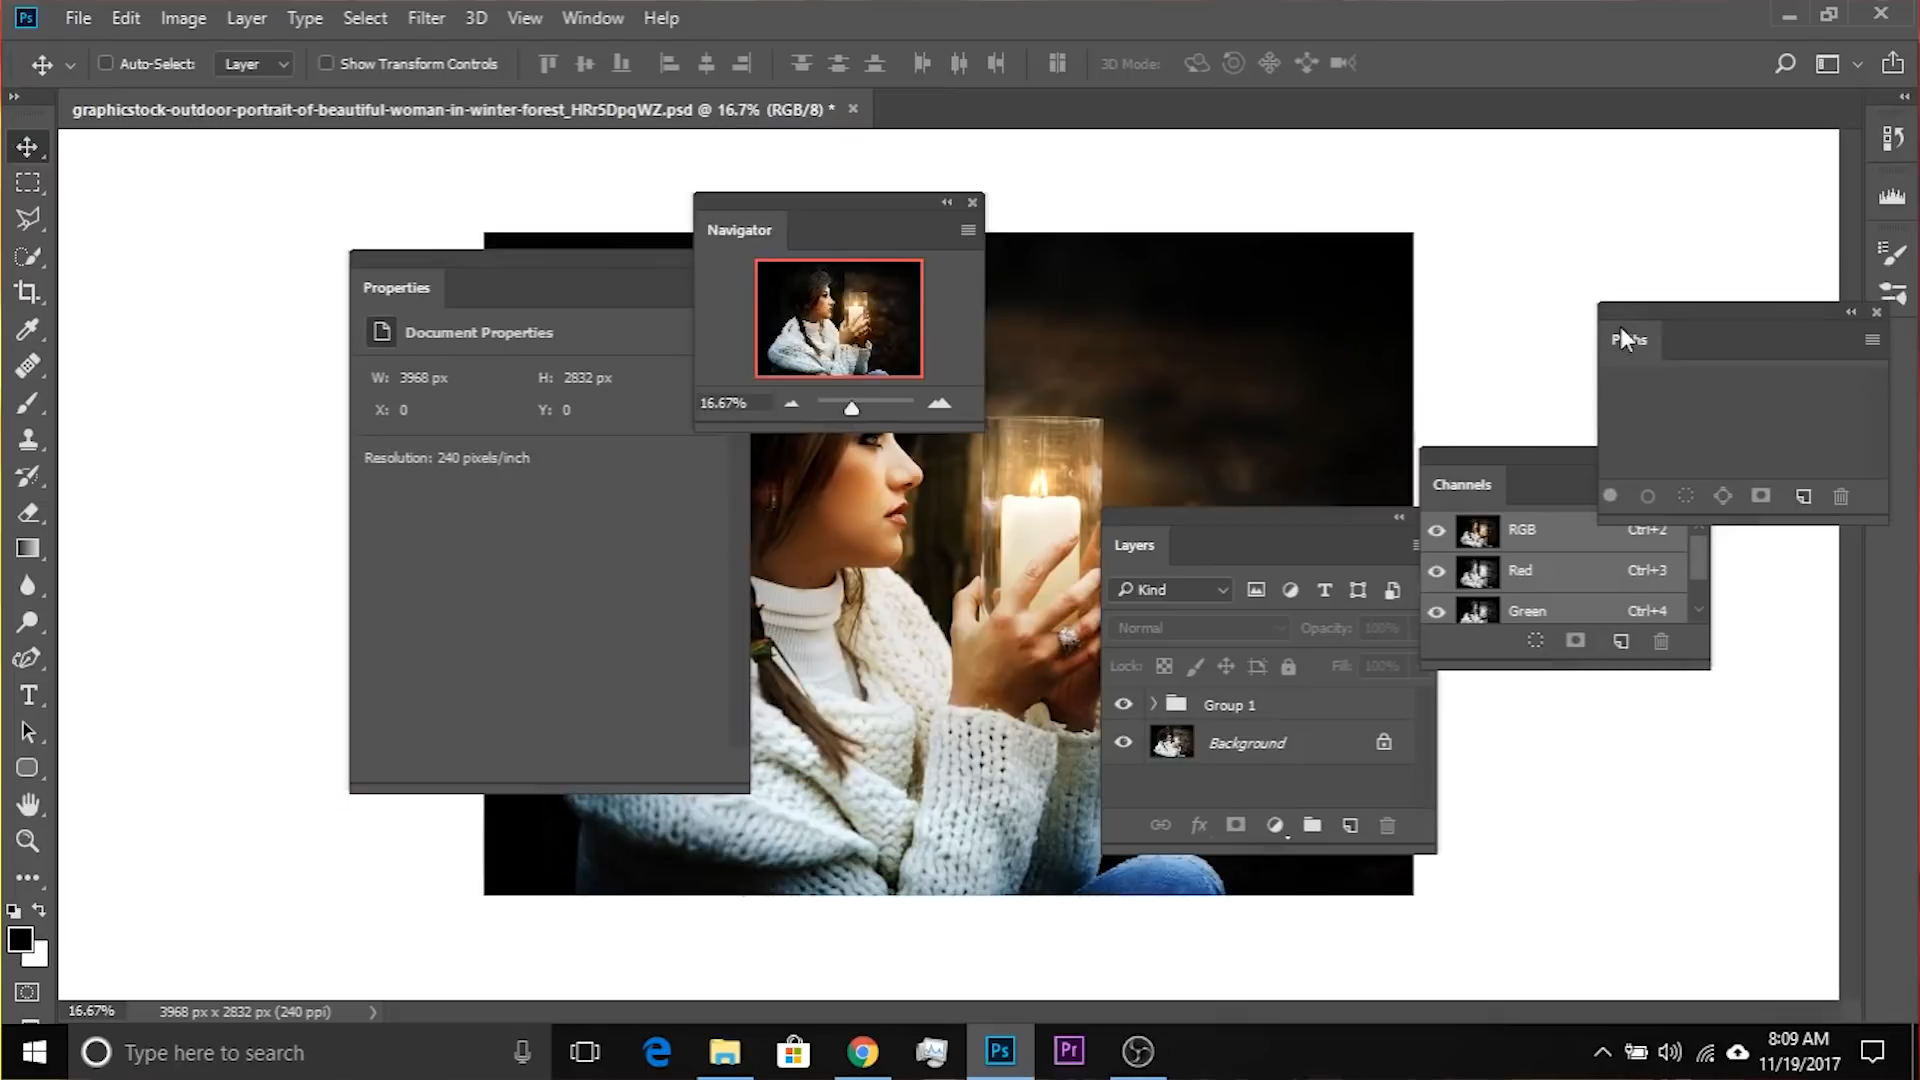 Ps File Edit Image Layer Type Select Filter 3D View Window Help
Auto-Select: Layer Show Transform Controls 3D Mode:
graphicstock-outdoor-portrait-of-beautiful-woman-in-winter-forest_HRr5DpqWZ.psd @ 16.7% (RGB/8) *
Navigator
16.67%
Properties
Document Properties
W: 3968 px H: 2832 px
X: 0 Y: 0
Resolution: 240 pixels/inch
Channels
RGB Ctrl+2
Red Ctrl+3
Green Ctrl+4
Layers
Kind
Normal Opacity: 100%
Lock: Fill: 100%
Group 1
Background
16.67% 3968 px x 2832 px (240 ppi)
Type here to search
Ps Pr
8:09 AM
11/19/2017